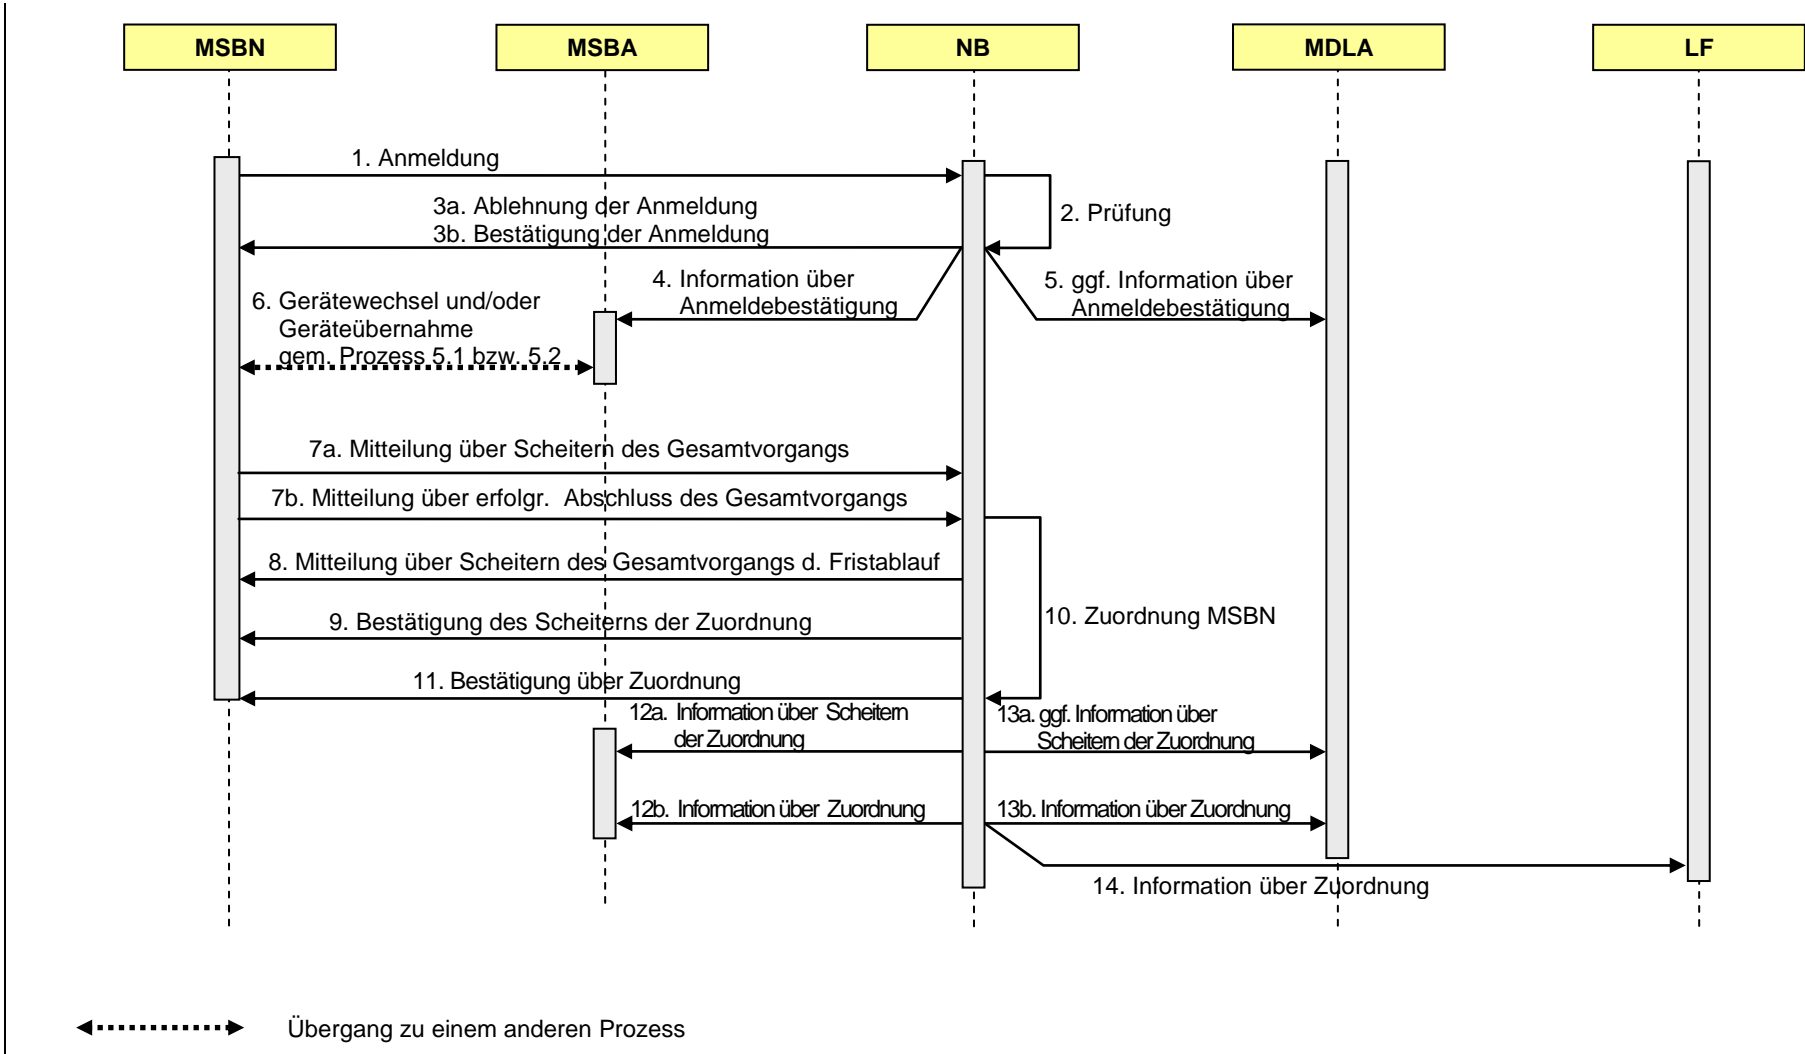 MSBN
MSBA
NB
MDLA
LF
1. Anmeldung
2. Prüfung
3a. Ablehnung der Anmeldung
3b. Bestätigung der Anmeldung
4. Information über
Anmeldebestätigung
5. ggf. Information über
Anmeldebestätigung
6. Gerätewechsel und/oder
Geräteübernahme
gem. Prozess 5.1 bzw. 5.2
7a. Mitteilung über Scheitern des Gesamtvorgangs
7b. Mitteilung über erfolgr. Abschluss des Gesamtvorgangs
8. Mitteilung über Scheitern des Gesamtvorgangs d. Fristablauf
9. Bestätigung des Scheiterns der Zuordnung
10. Zuordnung MSBN
11. Bestätigung über Zuordnung
12a. Information über Scheitern
der Zuordnung
13a. ggf. Information über
Scheitern der Zuordnung
12b. Information über Zuordnung
13b. Information über Zuordnung
14. Information über Zuordnung
Übergang zu einem anderen Prozess